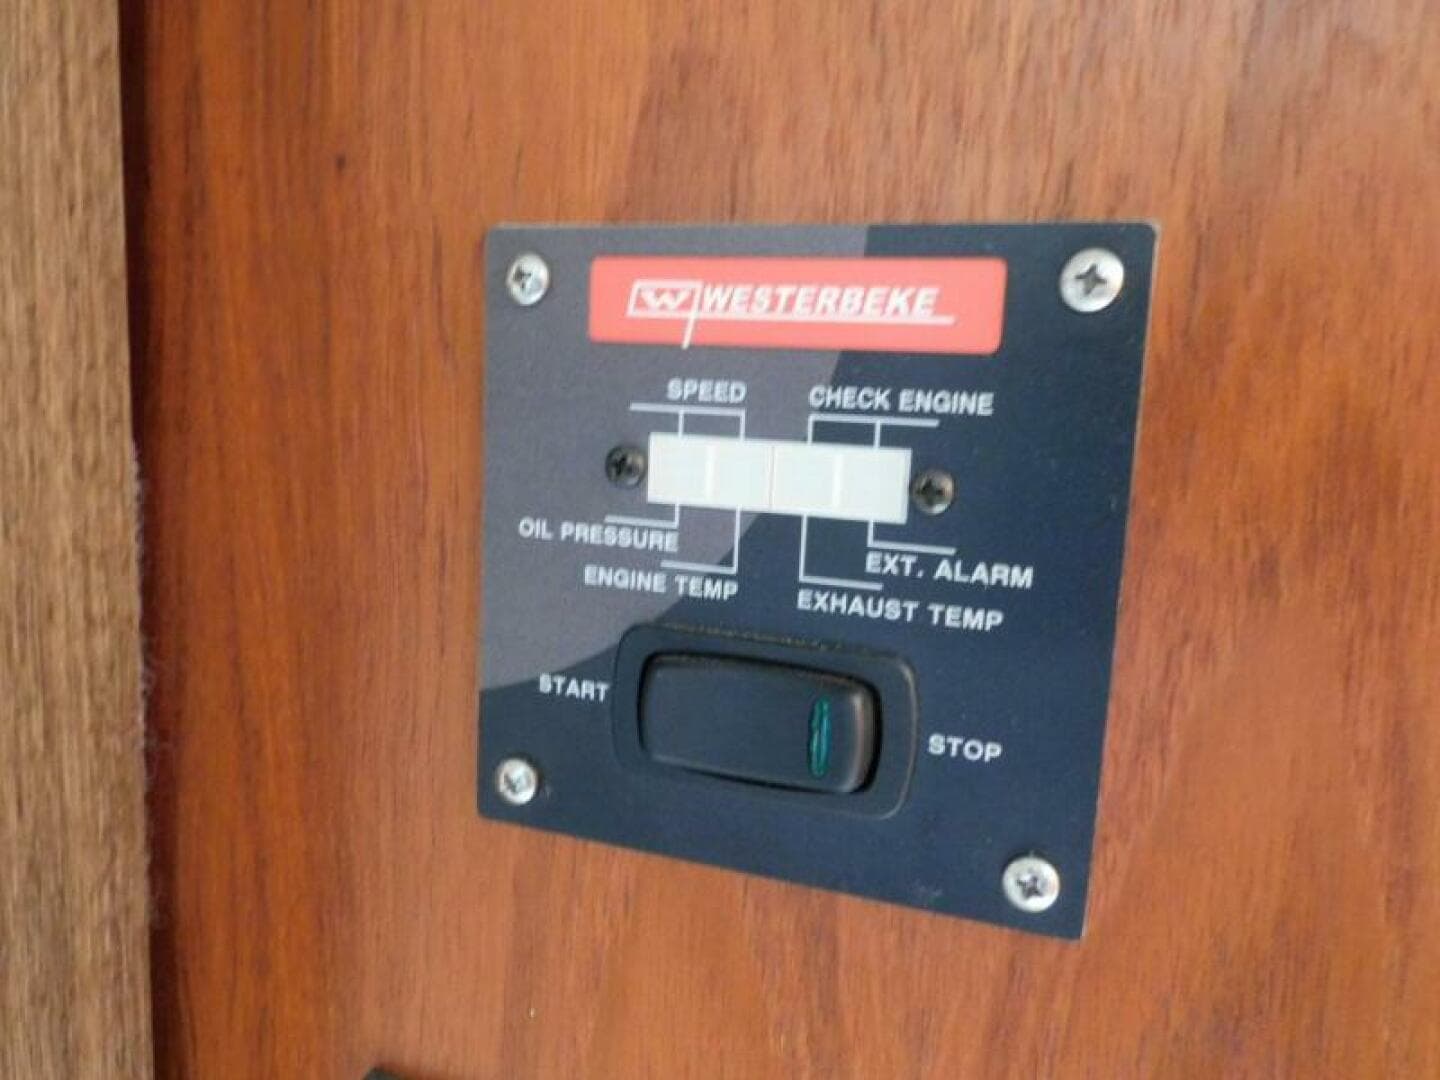 W WESTERBEKE
SPEED CHECK ENGINE
OIL PRESSURE
ENGINE TEMP
EXT. ALARM
EXHAUST TEMP
START
STOP